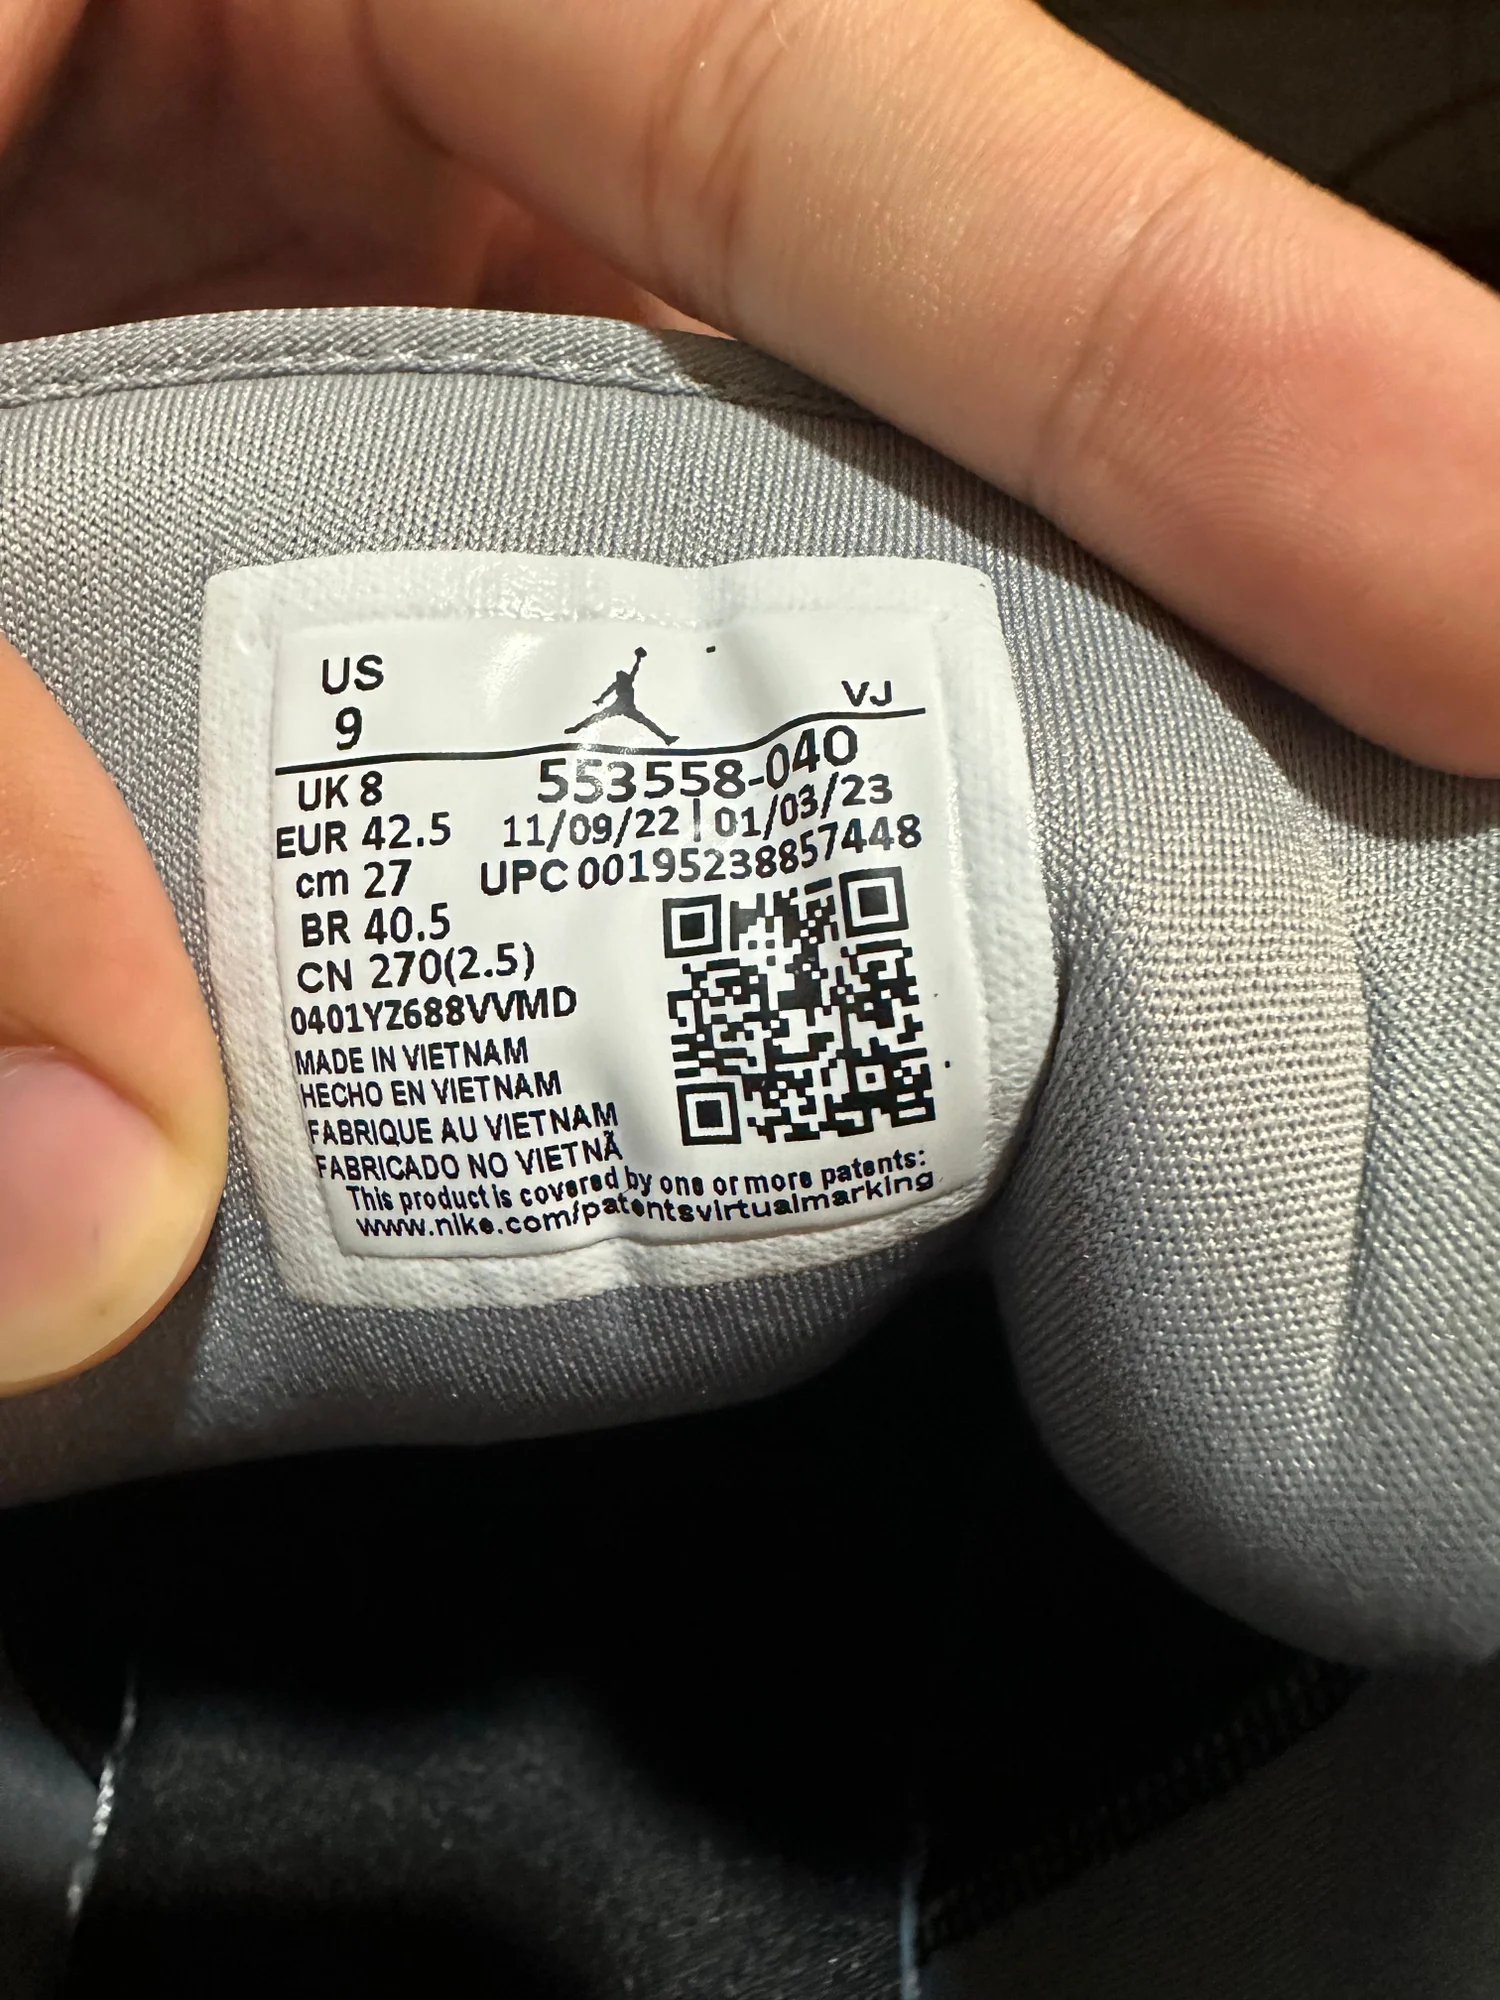 US
9
VJ
UK 8
553558-040
EUR 42.5
11/09/22 | 01/03/23
cm 27
UPC 00195238857448
BR 40.5
CN 270(2.5)
0401YZ688VVMD
MADE IN VIETNAM
HECHO EN VIETNAM
FABRIQUE AU VIETNAM
FABRICADO NO VIETNÃ
This product is covered by one or more patents:
www.nike.com/patentsvirtualmarking